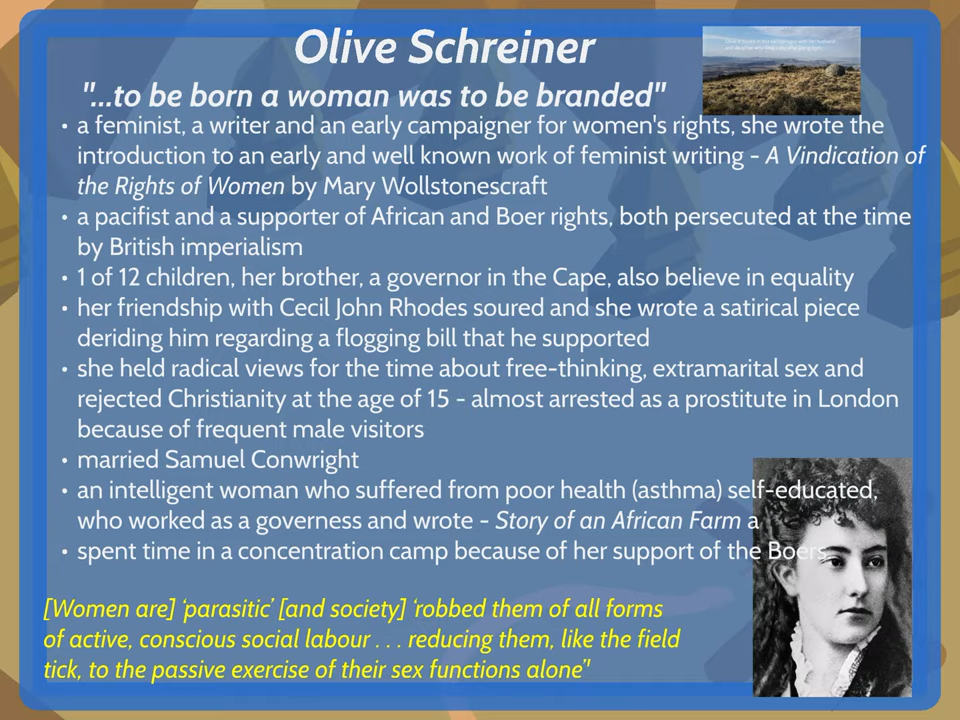 Olive Schreiner
"...to be born a woman was to be branded"
• a feminist, a writer and an early campaigner for women's rights, she wrote the
introduction to an early and well known work of feminist writing - A Vindication of
the Rights of Women by Mary Wollstonescraft
• a pacifist and a supporter of African and Boer rights, both persecuted at the time
by British imperialism
• 1 of 12 children, her brother, a governor in the Cape, also believe in equality
• her friendship with Cecil John Rhodes soured and she wrote a satirical piece
deriding him regarding a flogging bill that he supported
• she held radical views for the time about free-thinking, extramarital sex and
rejected Christianity at the age of 15 - almost arrested as a prostitute in London
because of frequent male visitors
• married Samuel Conwright
• an intelligent woman who suffered from poor health (asthma) self-educated,
who worked as a governess and wrote - Story of an African Farm a
• spent time in a concentration camp because of her support of the Boers
[Women are] ‘parasitic’ [and society] ‘robbed them of all forms
of active, conscious social labour . . . reducing them, like the field
tick, to the passive exercise of their sex functions alone”